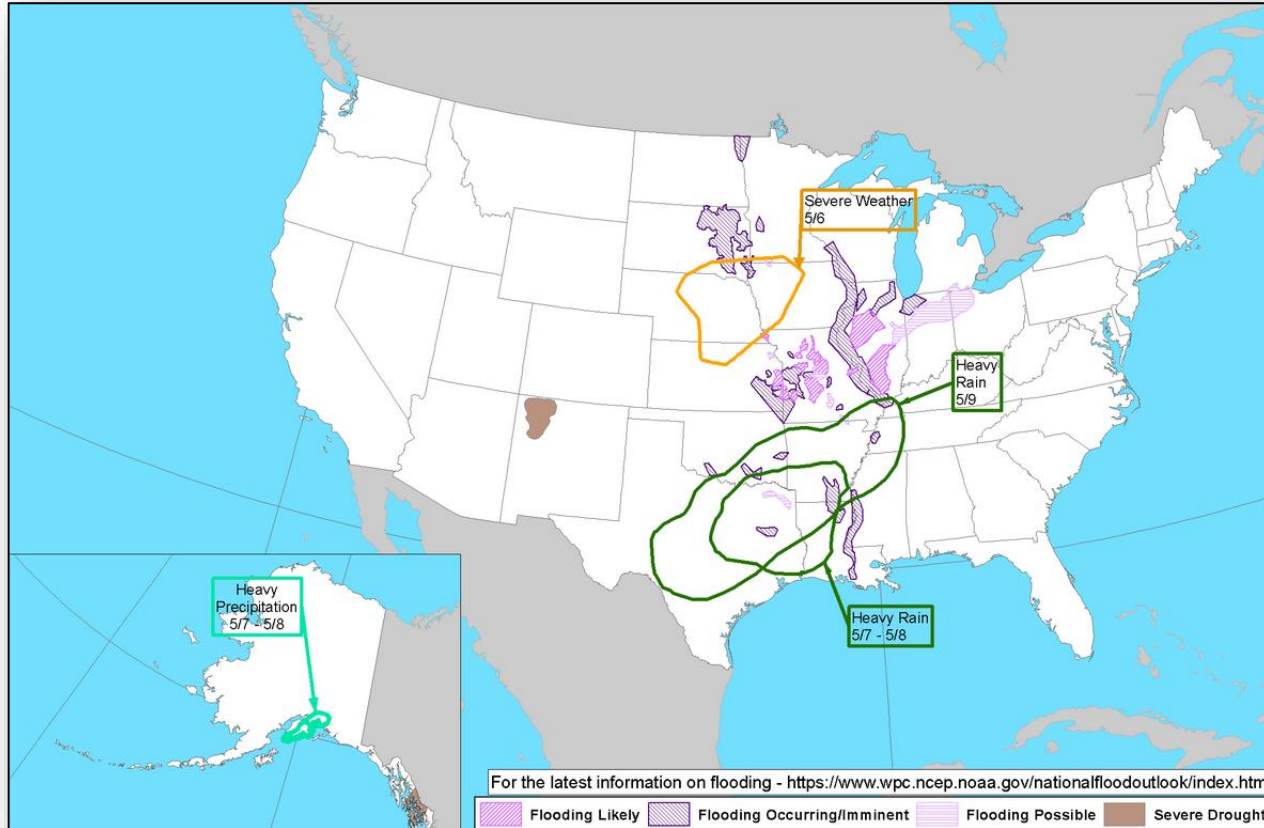 Severe Weather
5/6
Heavy
Rain
5/9
Heavy
Precipitation
5/7 - 5/8
Heavy Rain
5/7 - 5/8
For the latest information on flooding - https://www.wpc.ncep.noaa.gov/nationalfloodoutlook/index.htm
Flooding Likely Flooding Occurring/Imminent Flooding Possible Severe Drought